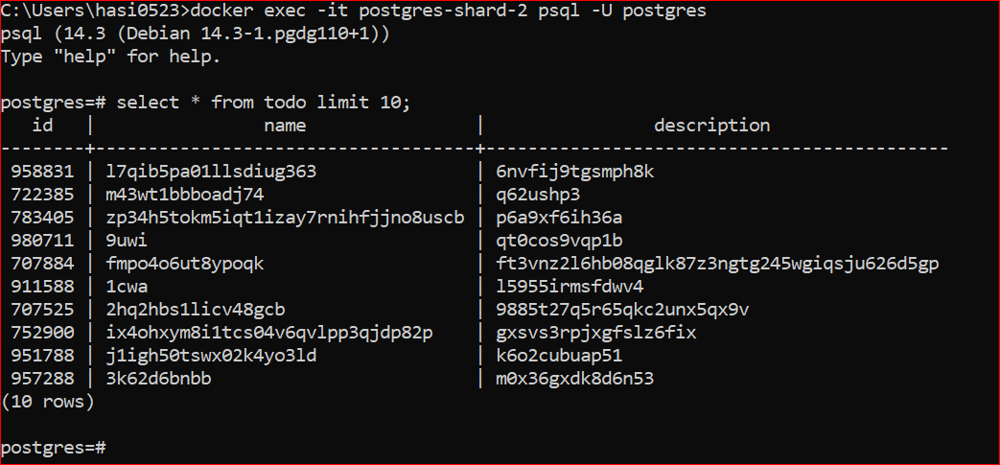 C:\Users\hasi0523>docker exec -it postgres-shard-2 psql -U postgres
psql (14.3 (Debian 14.3-1.pgdg110+1))
Type "help" for help.

postgres=# select * from todo limit 10;
   id   |                name                |                description
--------+------------------------------------+--------------------------------------------
 958831 | l7qib5pa01llsdiug363               | 6nvfij9tgsmph8k
 722385 | m43wt1bbboadj74                    | q62ushp3
 783405 | zp34h5tokm5iqt1izay7rnihfjjno8uscb | p6a9xf6ih36a
 980711 | 9uwi                               | qt0cos9vqp1b
 707884 | fmpo4o6ut8ypoqk                    | ft3vnz2l6hb08qglk87z3ngtg245wgiqsju626d5gp
 911588 | 1cwa                               | l5955irmsfdwv4
 707525 | 2hq2hbs1licv48gcb                  | 9885t27q5r65qkc2unx5qx9v
 752900 | ix4ohxym8i1tcs04v6qvlpp3qjdp82p    | gxsvs3rpjxgfslz6fix
 951788 | j1igh50tswx02k4yo3ld               | k6o2cubuap51
 957288 | 3k62d6bnbb                         | m0x36gxdk8d6n53
(10 rows)

postgres=#